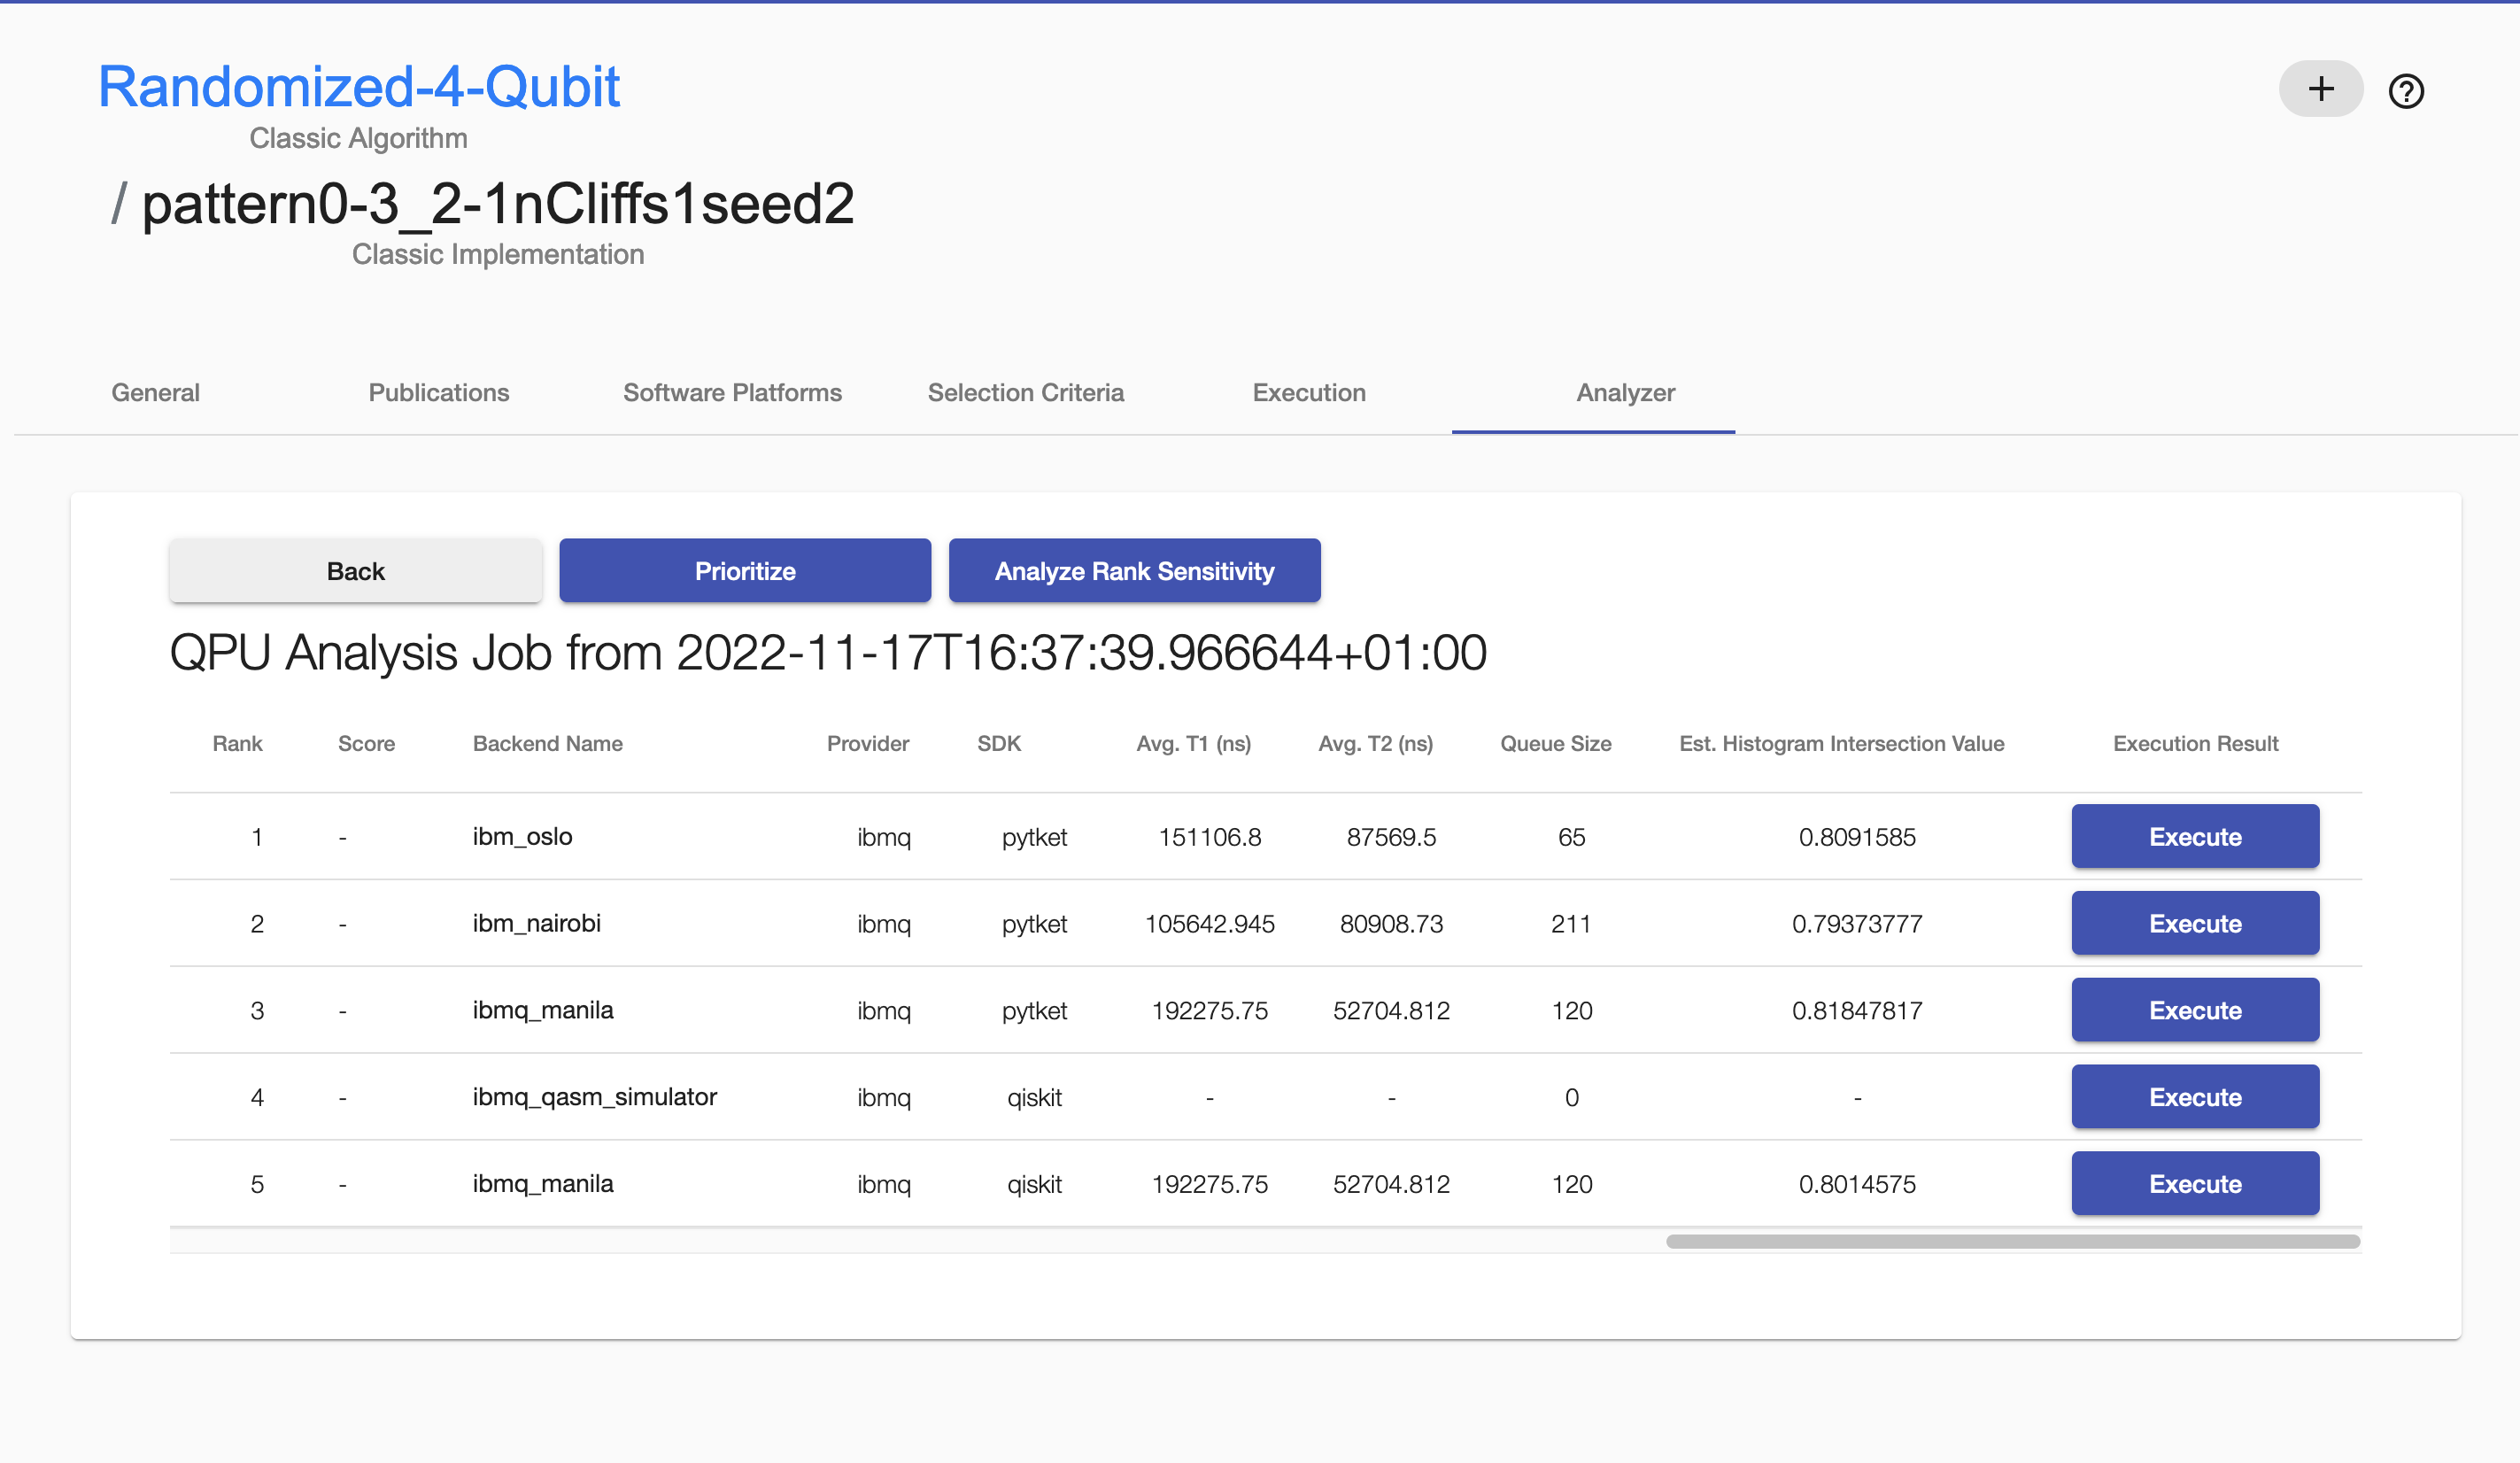 Randomized-4-Qubit
Classic Algorithm
/ pattern0-3_2-1nCliffs1seed2
Classic Implementation
General Publications Software Platforms Selection Criteria Execution Analyzer
Back Prioritize Analyze Rank Sensitivity
QPU Analysis Job from 2022-11-17T16:37:39.966644+01:00
Rank Score Backend Name Provider SDK Avg. T1 (ns) Avg. T2 (ns) Queue Size Est. Histogram Intersection Value Execution Result
1 - ibm_oslo ibmq pytket 151106.8 87569.5 65 0.8091585 Execute
2 - ibm_nairobi ibmq pytket 105642.945 80908.73 211 0.79373777 Execute
3 - ibmq_manila ibmq pytket 192275.75 52704.812 120 0.81847817 Execute
4 - ibmq_qasm_simulator ibmq qiskit - - 0 - Execute
5 - ibmq_manila ibmq qiskit 192275.75 52704.812 120 0.8014575 Execute